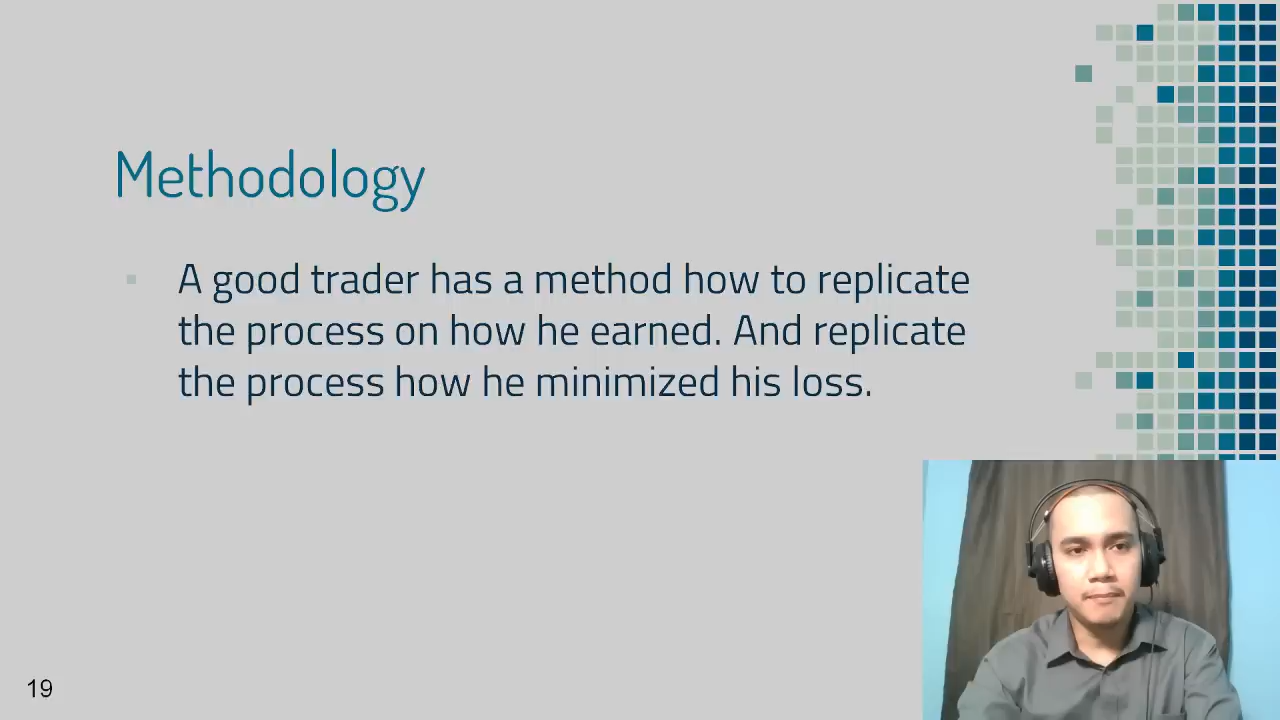 Methodology
A good trader has a method how to replicate
the process on how he earned. And replicate
the process how he minimized his loss.
19